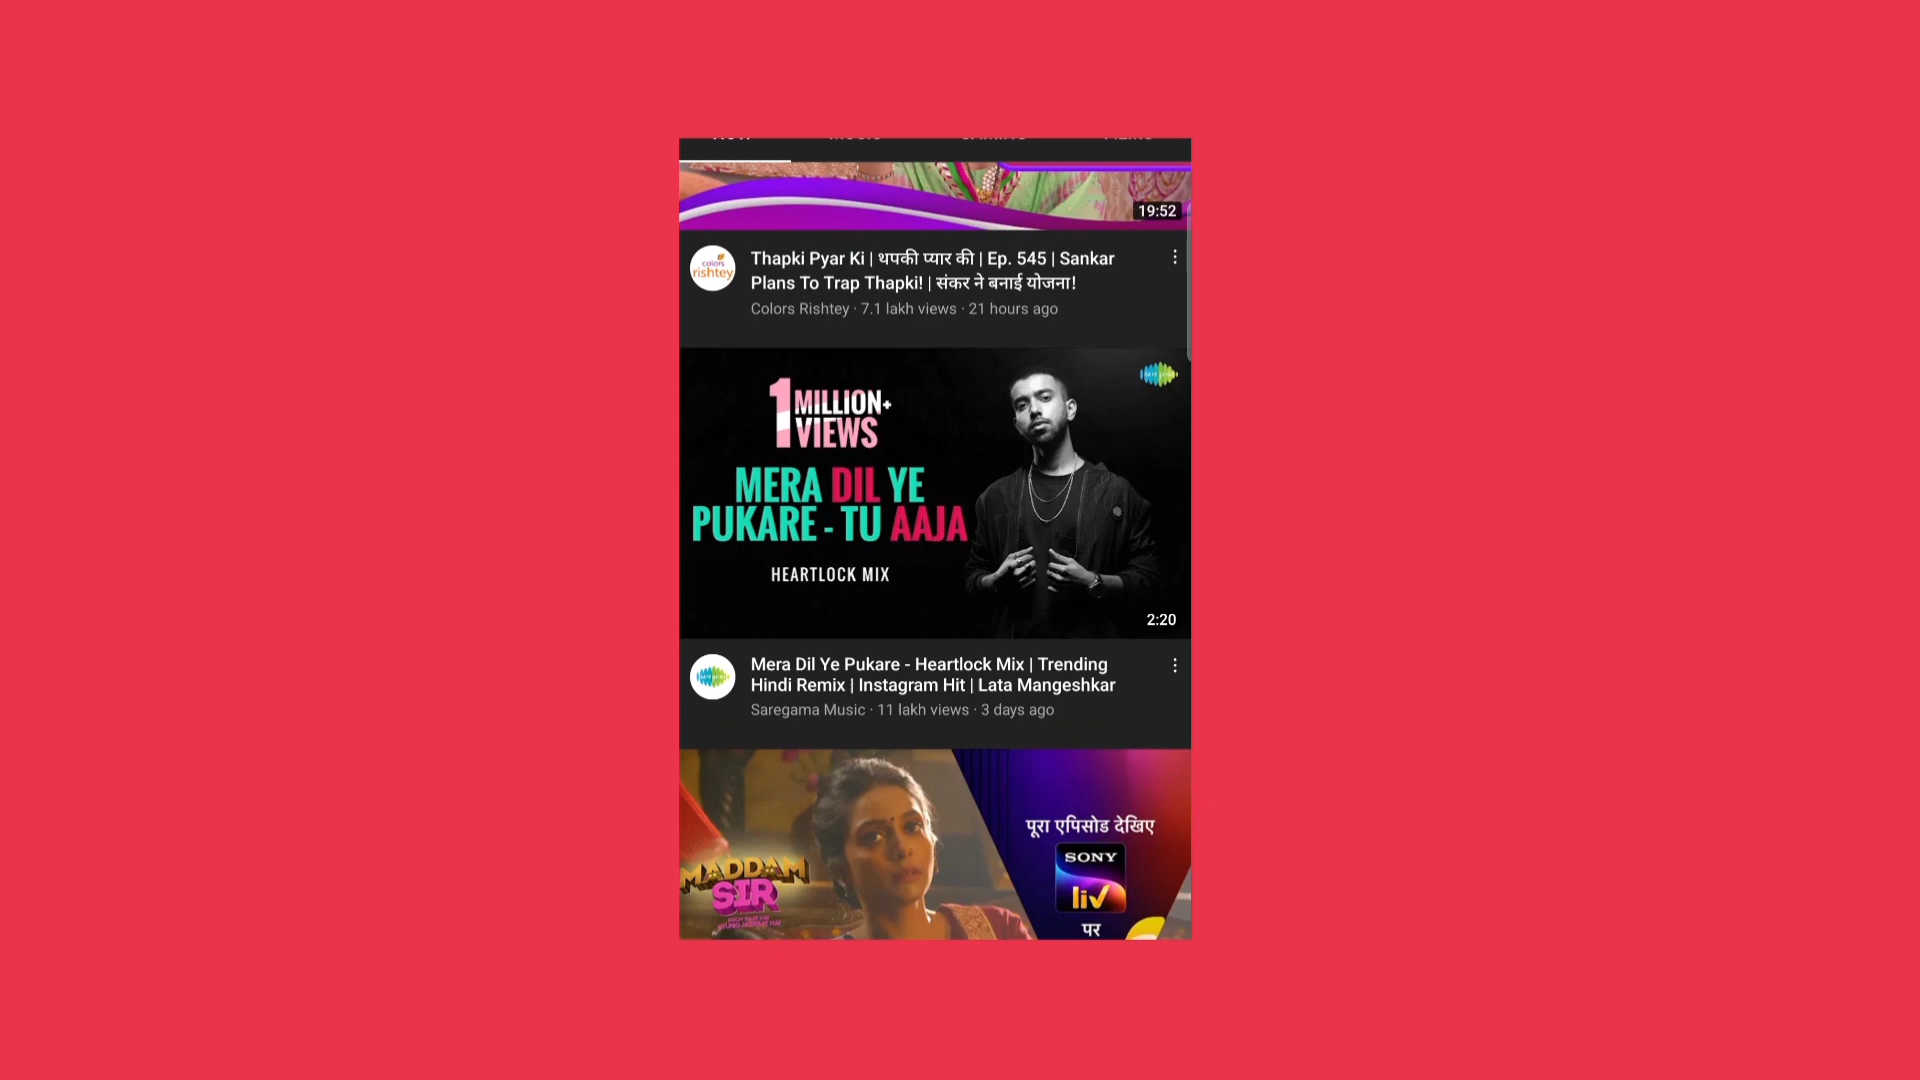 19:52
colors
rishtey
Thapki Pyar Ki | थपकी प्यार की | Ep. 545 | Sankar
Plans To Trap Thapki! | संकर ने बनाई योजना!
Colors Rishtey · 7.1 lakh views · 21 hours ago
1 MILLION+
VIEWS
MERA DIL YE
PUKARE - TU AAJA
HEARTLOCK MIX
2:20
Mera Dil Ye Pukare - Heartlock Mix | Trending
Hindi Remix | Instagram Hit | Lata Mangeshkar
Saregama Music · 11 lakh views · 3 days ago
MADDAM
SIR
पूरा एपिसोड देखिए
SONY
liv
पर